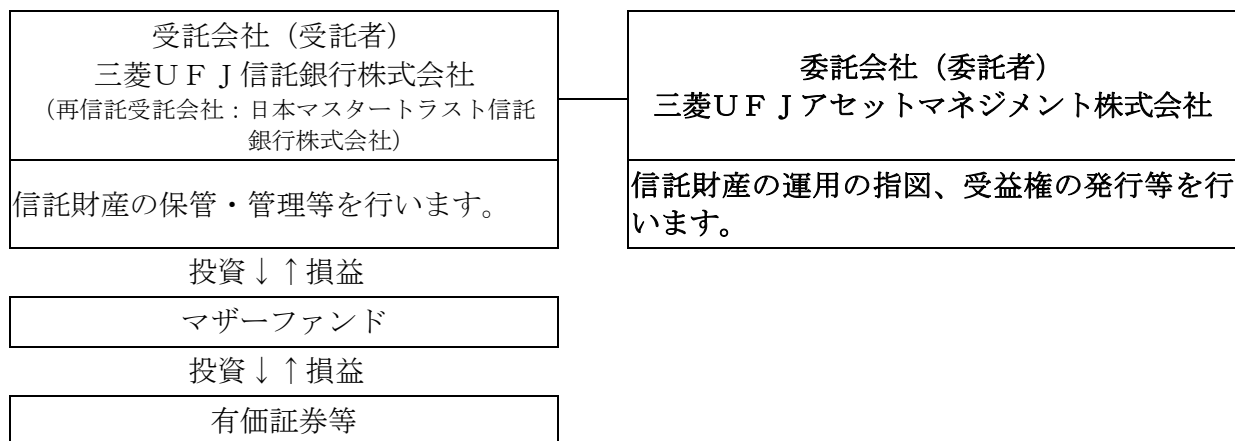 受託会社（受託者）
三菱ＵＦＪ信託銀行株式会社
（再信託受託会社：日本マスタートラスト信託
銀行株式会社）
信託財産の保管・管理等を行います。
委託会社（委託者）
三菱ＵＦＪアセットマネジメント株式会社
信託財産の運用の指図、受益権の発行等を行
います。
投資↓↑損益
マザーファンド
投資↓↑損益
有価証券等